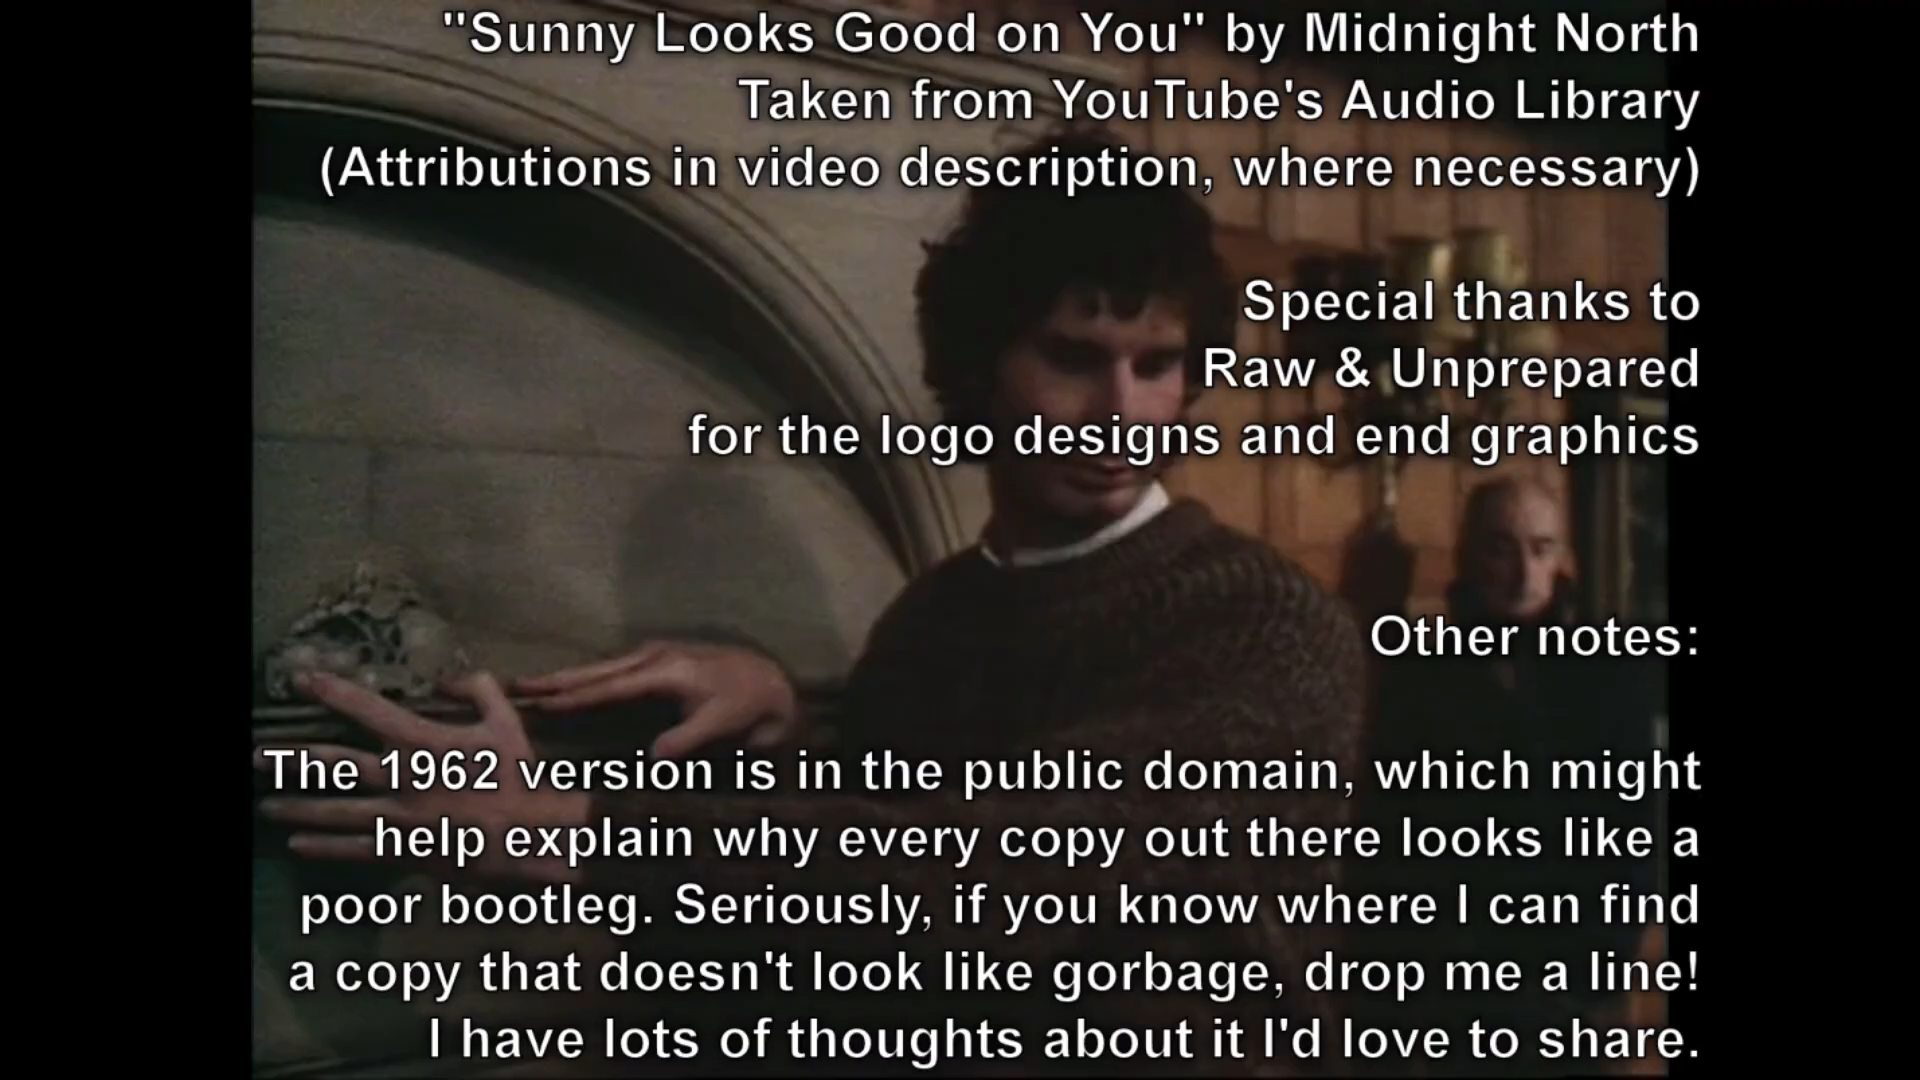 "Sunny Looks Good on You" by Midnight North
Taken from YouTube's Audio Library
(Attributions in video description, where necessary)
Special thanks to
Raw & Unprepared
for the logo designs and end graphics
Other notes:
The 1962 version is in the public domain, which might
help explain why every copy out there looks like a
poor bootleg. Seriously, if you know where I can find
a copy that doesn't look like gorbage, drop me a line!
I have lots of thoughts about it I'd love to share.